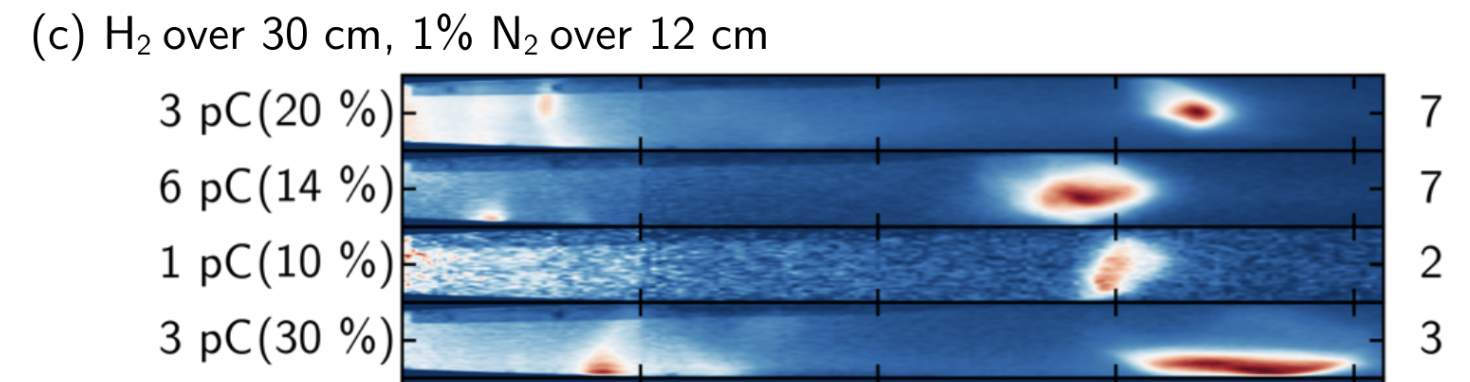 (c) H₂ over 30 cm, 1% N₂ over 12 cm
3 pC(20 %) 7
6 pC(14 %) 7
1 pC(10 %) 2
3 pC(30 %) 3